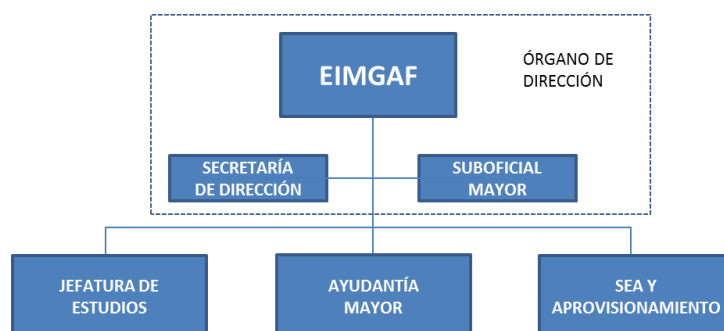 EIMGAF
ÓRGANO DE
DIRECCIÓN
SECRETARÍA
DE DIRECCIÓN
SUBOFICIAL
MAYOR
JEFATURA DE
ESTUDIOS
AYUDANTÍA
MAYOR
SEA Y
APROVISIONAMIENTO